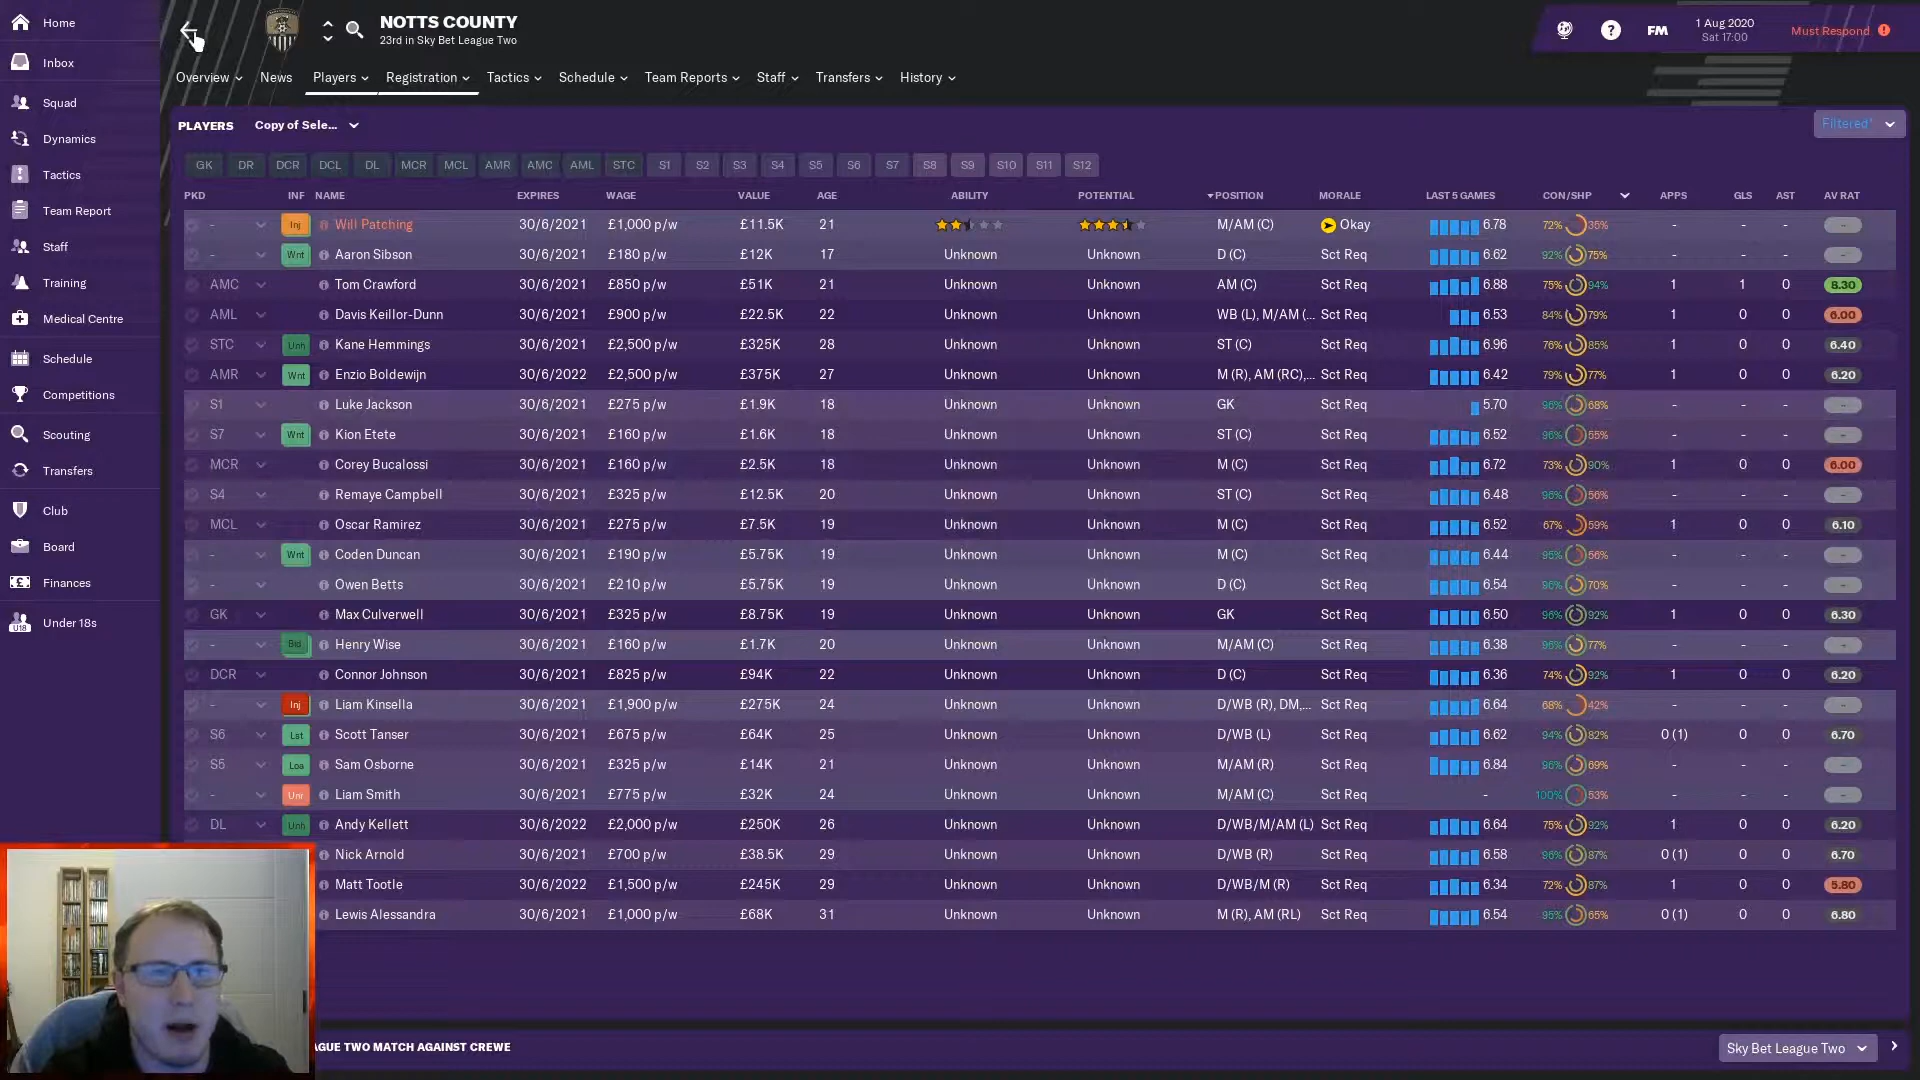 Home
Inbox
Squad
Dynamics
Tactics
Team Report
Staff
Training
Medical Centre
Schedule
Competitions
Scouting
Transfers
Club
Board
Finances
U18 Under 18s
NOTTS COUNTY
23rd in Sky Bet League Two
? FM 1 Aug 2020 Sat 17:00 Must Respond !
Overview News Players Registration Tactics Schedule Team Reports Staff Transfers History
PLAYERS Copy of Sele... Filtered*
GK DR DCR DCL DL MCR MCL AMR AMC AML STC S1 S2 S3 S4 S5 S6 S7 S8 S9 S10 S11 S12
PKD INF NAME EXPIRES WAGE VALUE AGE ABILITY POTENTIAL POSITION MORALE LAST 5 GAMES CON/SHP APPS GLS AST AV RAT
- Inj Will Patching 30/6/2021 £1,000 p/w £11.5K 21 M/AM (C) Okay 6.78 72% 35% - - - -
- Wnt Aaron Sibson 30/6/2021 £180 p/w £12K 17 Unknown Unknown D (C) Sct Req 6.62 92% 75% - - - -
AMC Tom Crawford 30/6/2021 £850 p/w £51K 21 Unknown Unknown AM (C) Sct Req 6.88 75% 94% 1 1 0 8.30
AML Davis Keillor-Dunn 30/6/2021 £900 p/w £22.5K 22 Unknown Unknown WB (L), M/AM (... Sct Req 6.53 84% 79% 1 0 0 6.00
STC Unh Kane Hemmings 30/6/2021 £2,500 p/w £325K 28 Unknown Unknown ST (C) Sct Req 6.96 76% 85% 1 0 0 6.40
AMR Wnt Enzio Boldewijn 30/6/2022 £2,500 p/w £375K 27 Unknown Unknown M (R), AM (RC),... Sct Req 6.42 79% 77% 1 0 0 6.20
S1 Luke Jackson 30/6/2021 £275 p/w £1.9K 18 Unknown Unknown GK Sct Req 5.70 96% 68% - - - -
S7 Wnt Kion Etete 30/6/2021 £160 p/w £1.6K 18 Unknown Unknown ST (C) Sct Req 6.52 96% 55% - - - -
MCR Corey Bucalossi 30/6/2021 £160 p/w £2.5K 18 Unknown Unknown M (C) Sct Req 6.72 73% 90% 1 0 0 6.00
S4 Remaye Campbell 30/6/2021 £325 p/w £12.5K 20 Unknown Unknown ST (C) Sct Req 6.48 96% 56% - - - -
MCL Oscar Ramirez 30/6/2021 £275 p/w £7.5K 19 Unknown Unknown M (C) Sct Req 6.52 67% 59% 1 0 0 6.10
- Wnt Coden Duncan 30/6/2021 £190 p/w £5.75K 19 Unknown Unknown M (C) Sct Req 6.44 95% 56% - - - -
- Owen Betts 30/6/2021 £210 p/w £5.75K 19 Unknown Unknown D (C) Sct Req 6.54 96% 70% - - - -
GK Max Culverwell 30/6/2021 £325 p/w £8.75K 19 Unknown Unknown GK Sct Req 6.50 96% 92% 1 0 0 6.30
- Bid Henry Wise 30/6/2021 £160 p/w £1.7K 20 Unknown Unknown M/AM (C) Sct Req 6.38 96% 77% - - - -
DCR Connor Johnson 30/6/2021 £825 p/w £94K 22 Unknown Unknown D (C) Sct Req 6.36 74% 92% 1 0 0 6.20
- Inj Liam Kinsella 30/6/2021 £1,900 p/w £275K 24 Unknown Unknown D/WB (R), DM,... Sct Req 6.64 68% 42% - - - -
S6 Lst Scott Tanser 30/6/2021 £675 p/w £64K 25 Unknown Unknown D/WB (L) Sct Req 6.62 94% 82% 0 (1) 0 0 6.70
S5 Loa Sam Osborne 30/6/2021 £325 p/w £14K 21 Unknown Unknown M/AM (R) Sct Req 6.84 96% 69% - - - -
- Unr Liam Smith 30/6/2021 £775 p/w £32K 24 Unknown Unknown M/AM (C) Sct Req - 100% 53% - - - -
DL Unh Andy Kellett 30/6/2022 £2,000 p/w £250K 26 Unknown Unknown D/WB/M/AM (L) Sct Req 6.64 75% 92% 1 0 0 6.20
Nick Arnold 30/6/2021 £700 p/w £38.5K 29 Unknown Unknown D/WB (R) Sct Req 6.58 96% 87% 0 (1) 0 0 6.70
Matt Tootle 30/6/2022 £1,500 p/w £245K 29 Unknown Unknown D/WB/M (R) Sct Req 6.34 72% 87% 1 0 0 5.80
Lewis Alessandra 30/6/2021 £1,000 p/w £68K 31 Unknown Unknown M (R), AM (RL) Sct Req 6.54 95% 65% 0 (1) 0 0 6.80
AGUE TWO MATCH AGAINST CREWE Sky Bet League Two